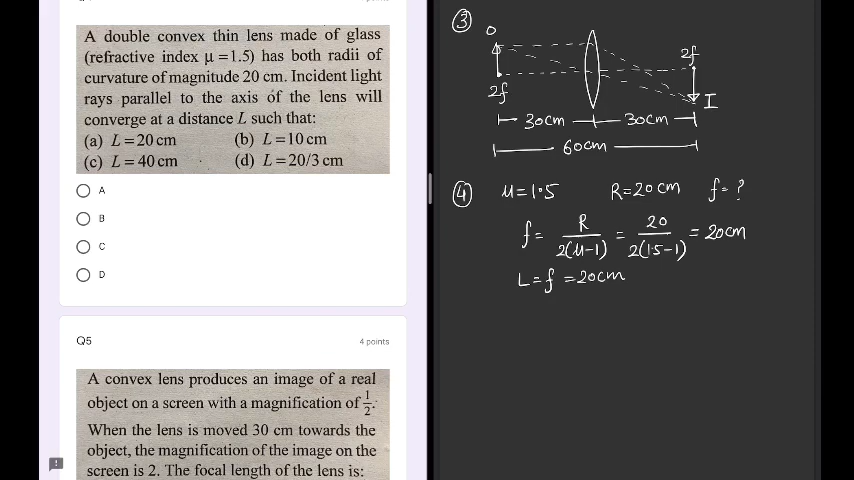 A double convex thin lens made of glass
(refractive index μ = 1.5) has both radii of
curvature of magnitude 20 cm. Incident light
rays parallel to the axis of the lens will
converge at a distance L such that:
(a) L = 20 cm (b) L = 10 cm
(c) L = 40 cm (d) L = 20/3 cm
A
B
C
D
Q5 4 points
A convex lens produces an image of a real
object on a screen with a magnification of 1/2.
When the lens is moved 30 cm towards the
object, the magnification of the image on the
screen is 2. The focal length of the lens is:
③
O
2f
2f
I
30cm 30cm
60cm
④ μ=1.5 R=20cm f=?
f= R/2(μ-1) = 20/2(1.5-1) = 20cm
L=f =20cm